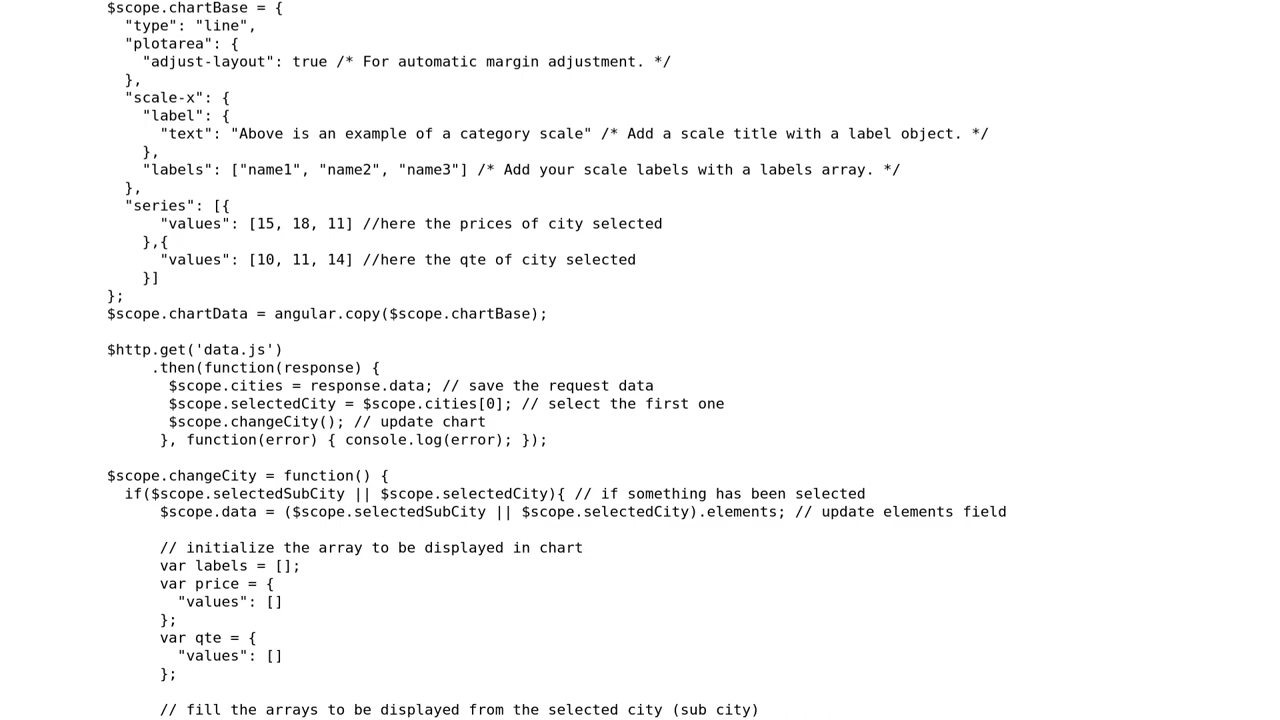 $scope.chartBase = {
  "type": "line",
  "plotarea": {
    "adjust-layout": true /* For automatic margin adjustment. */
  },
  "scale-x": {
    "label": {
      "text": "Above is an example of a category scale" /* Add a scale title with a label object. */
    },
    "labels": ["name1", "name2", "name3"] /* Add your scale labels with a labels array. */
  },
  "series": [{
      "values": [15, 18, 11] //here the prices of city selected
    },{
      "values": [10, 11, 14] //here the qte of city selected
    }]
};
$scope.chartData = angular.copy($scope.chartBase);

$http.get('data.js')
     .then(function(response) {
       $scope.cities = response.data; // save the request data
       $scope.selectedCity = $scope.cities[0]; // select the first one
       $scope.changeCity(); // update chart
      }, function(error) { console.log(error); });

$scope.changeCity = function() {
  if($scope.selectedSubCity || $scope.selectedCity){ // if something has been selected
      $scope.data = ($scope.selectedSubCity || $scope.selectedCity).elements; // update elements field

      // initialize the array to be displayed in chart
      var labels = [];
      var price = {
        "values": []
      };
      var qte = {
        "values": []
      };

      // fill the arrays to be displayed from the selected city (sub city)